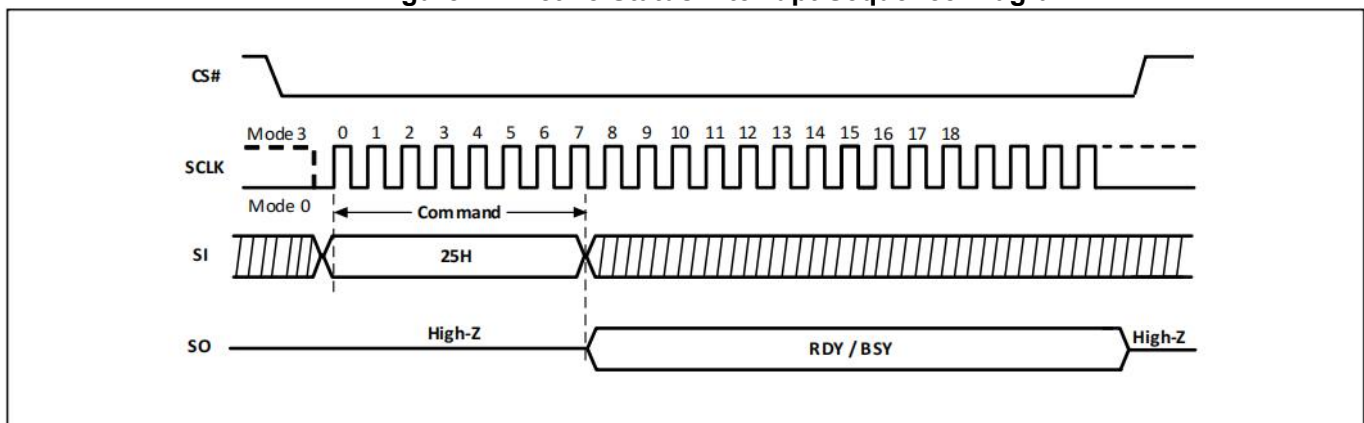 CS#
Mode 3 0 1 2 3 4 5 6 7 8 9 10 11 12 13 14 15 16 17 18
SCLK
Mode 0
Command
SI 25H
High-Z
SO RDY / BSY High-Z